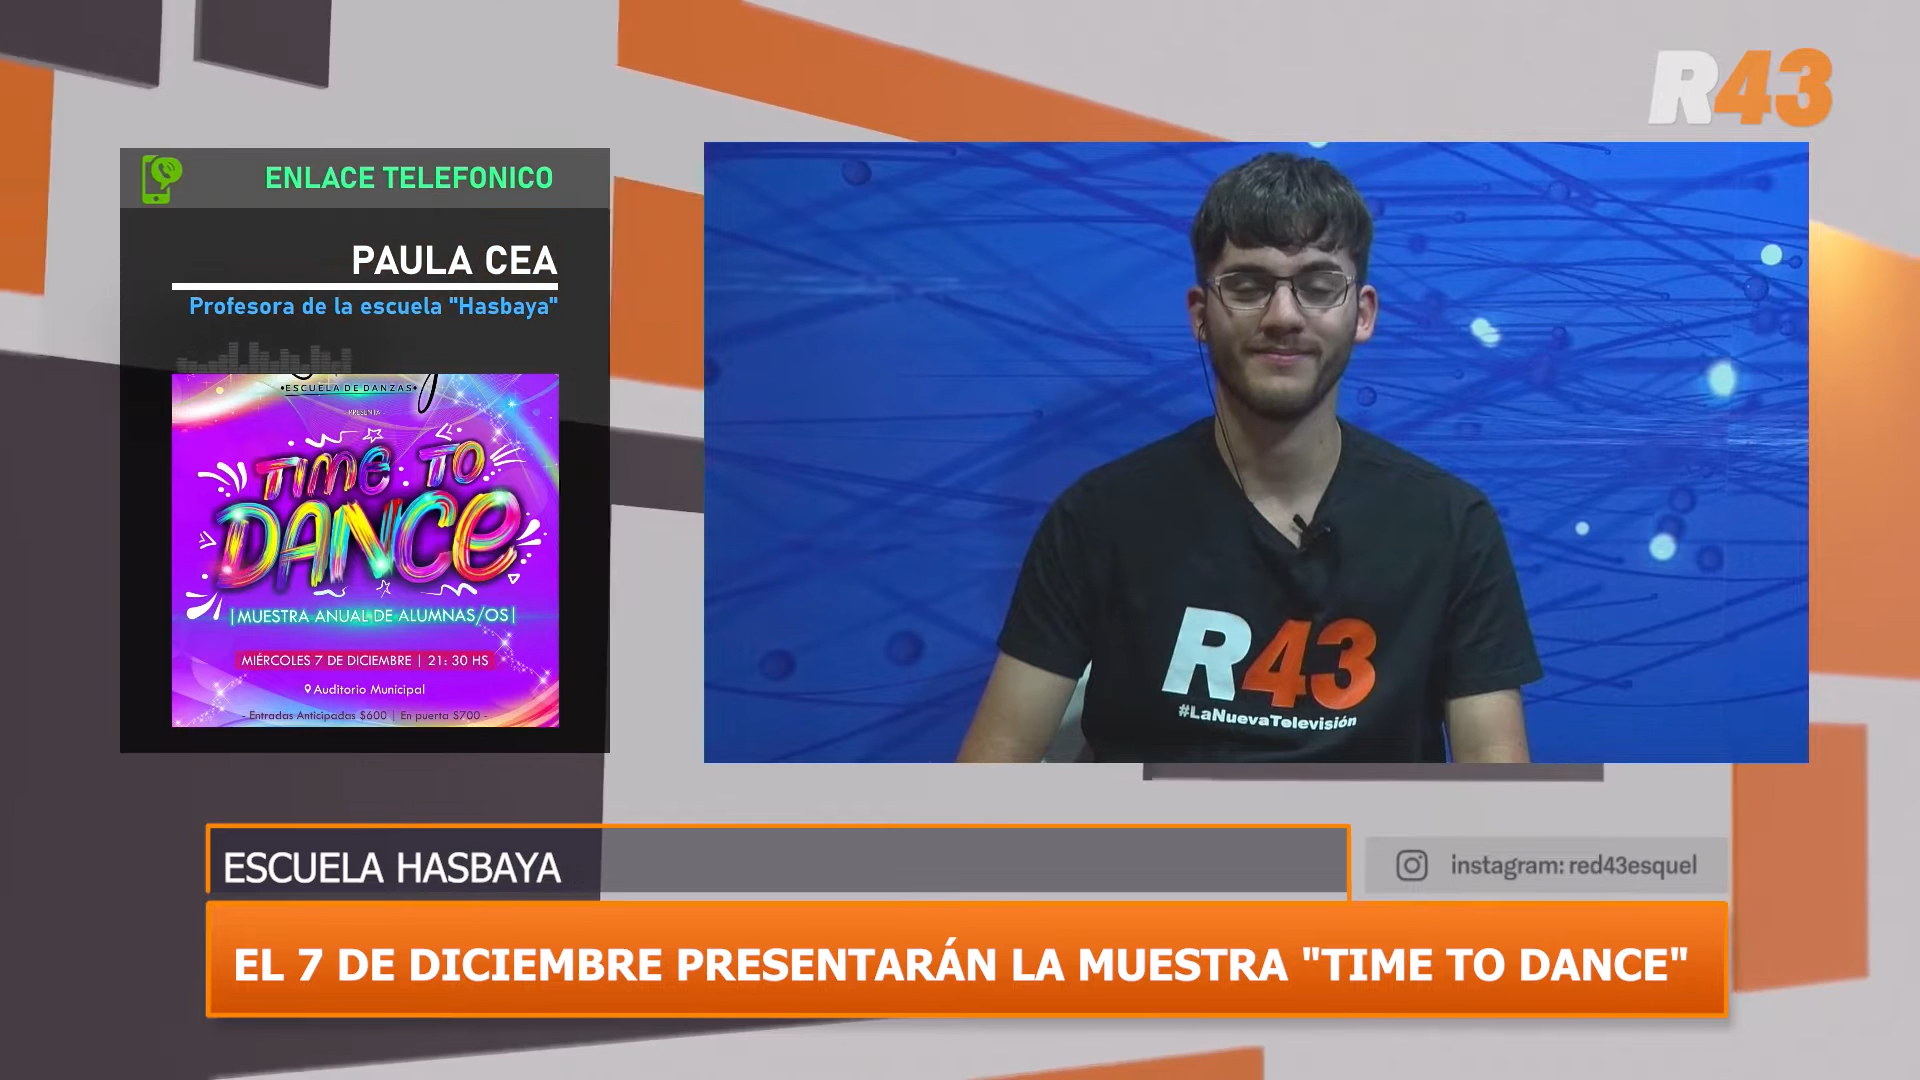 R43
ENLACE TELEFONICO
PAULA CEA
Profesora de la escuela "Hasbaya"
•ESCUELA DE DANZAS•
- PRESENTA -
TIME TO
DANCE
|MUESTRA ANUAL DE ALUMNAS/OS|
MIÉRCOLES 7 DE DICIEMBRE | 21: 30 HS
Auditorio Municipal
- Entradas Anticipadas $600 | En puerta $700 -
R43
#LaNuevaTelevisión
ESCUELA HASBAYA
instagram: red43esquel
EL 7 DE DICIEMBRE PRESENTARÁN LA MUESTRA "TIME TO DANCE"